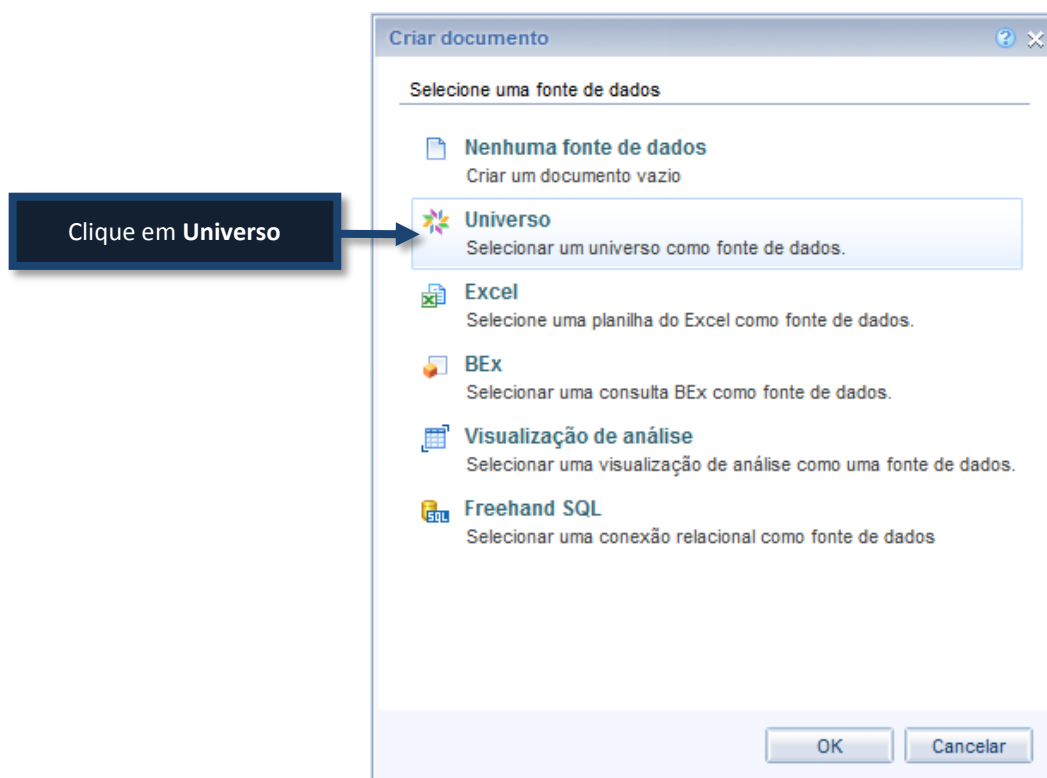 Criar documento
Selecione uma fonte de dados
Nenhuma fonte de dados
Criar um documento vazio
Clique em Universo
Universo
Selecionar um universo como fonte de dados.
Excel
Selecione uma planilha do Excel como fonte de dados.
BEx
Selecionar uma consulta BEx como fonte de dados.
Visualização de análise
Selecionar uma visualização de análise como uma fonte de dados.
SQL
Freehand SQL
Selecionar uma conexão relacional como fonte de dados
OK
Cancelar